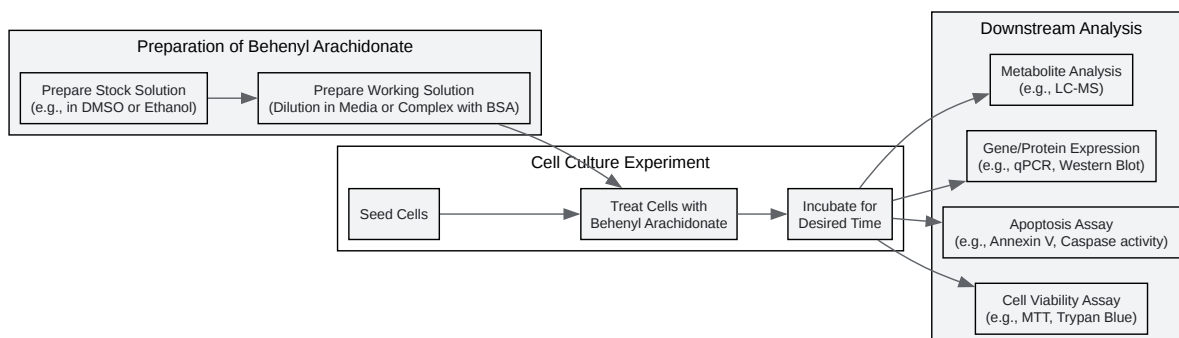 Preparation of Behenyl Arachidonate
Prepare Stock Solution
(e.g., in DMSO or Ethanol)
Prepare Working Solution
(Dilution in Media or Complex with BSA)
Cell Culture Experiment
Seed Cells
Treat Cells with
Behenyl Arachidonate
Incubate for
Desired Time
Downstream Analysis
Metabolite Analysis
(e.g., LC-MS)
Gene/Protein Expression
(e.g., qPCR, Western Blot)
Apoptosis Assay
(e.g., Annexin V, Caspase activity)
Cell Viability Assay
(e.g., MTT, Trypan Blue)